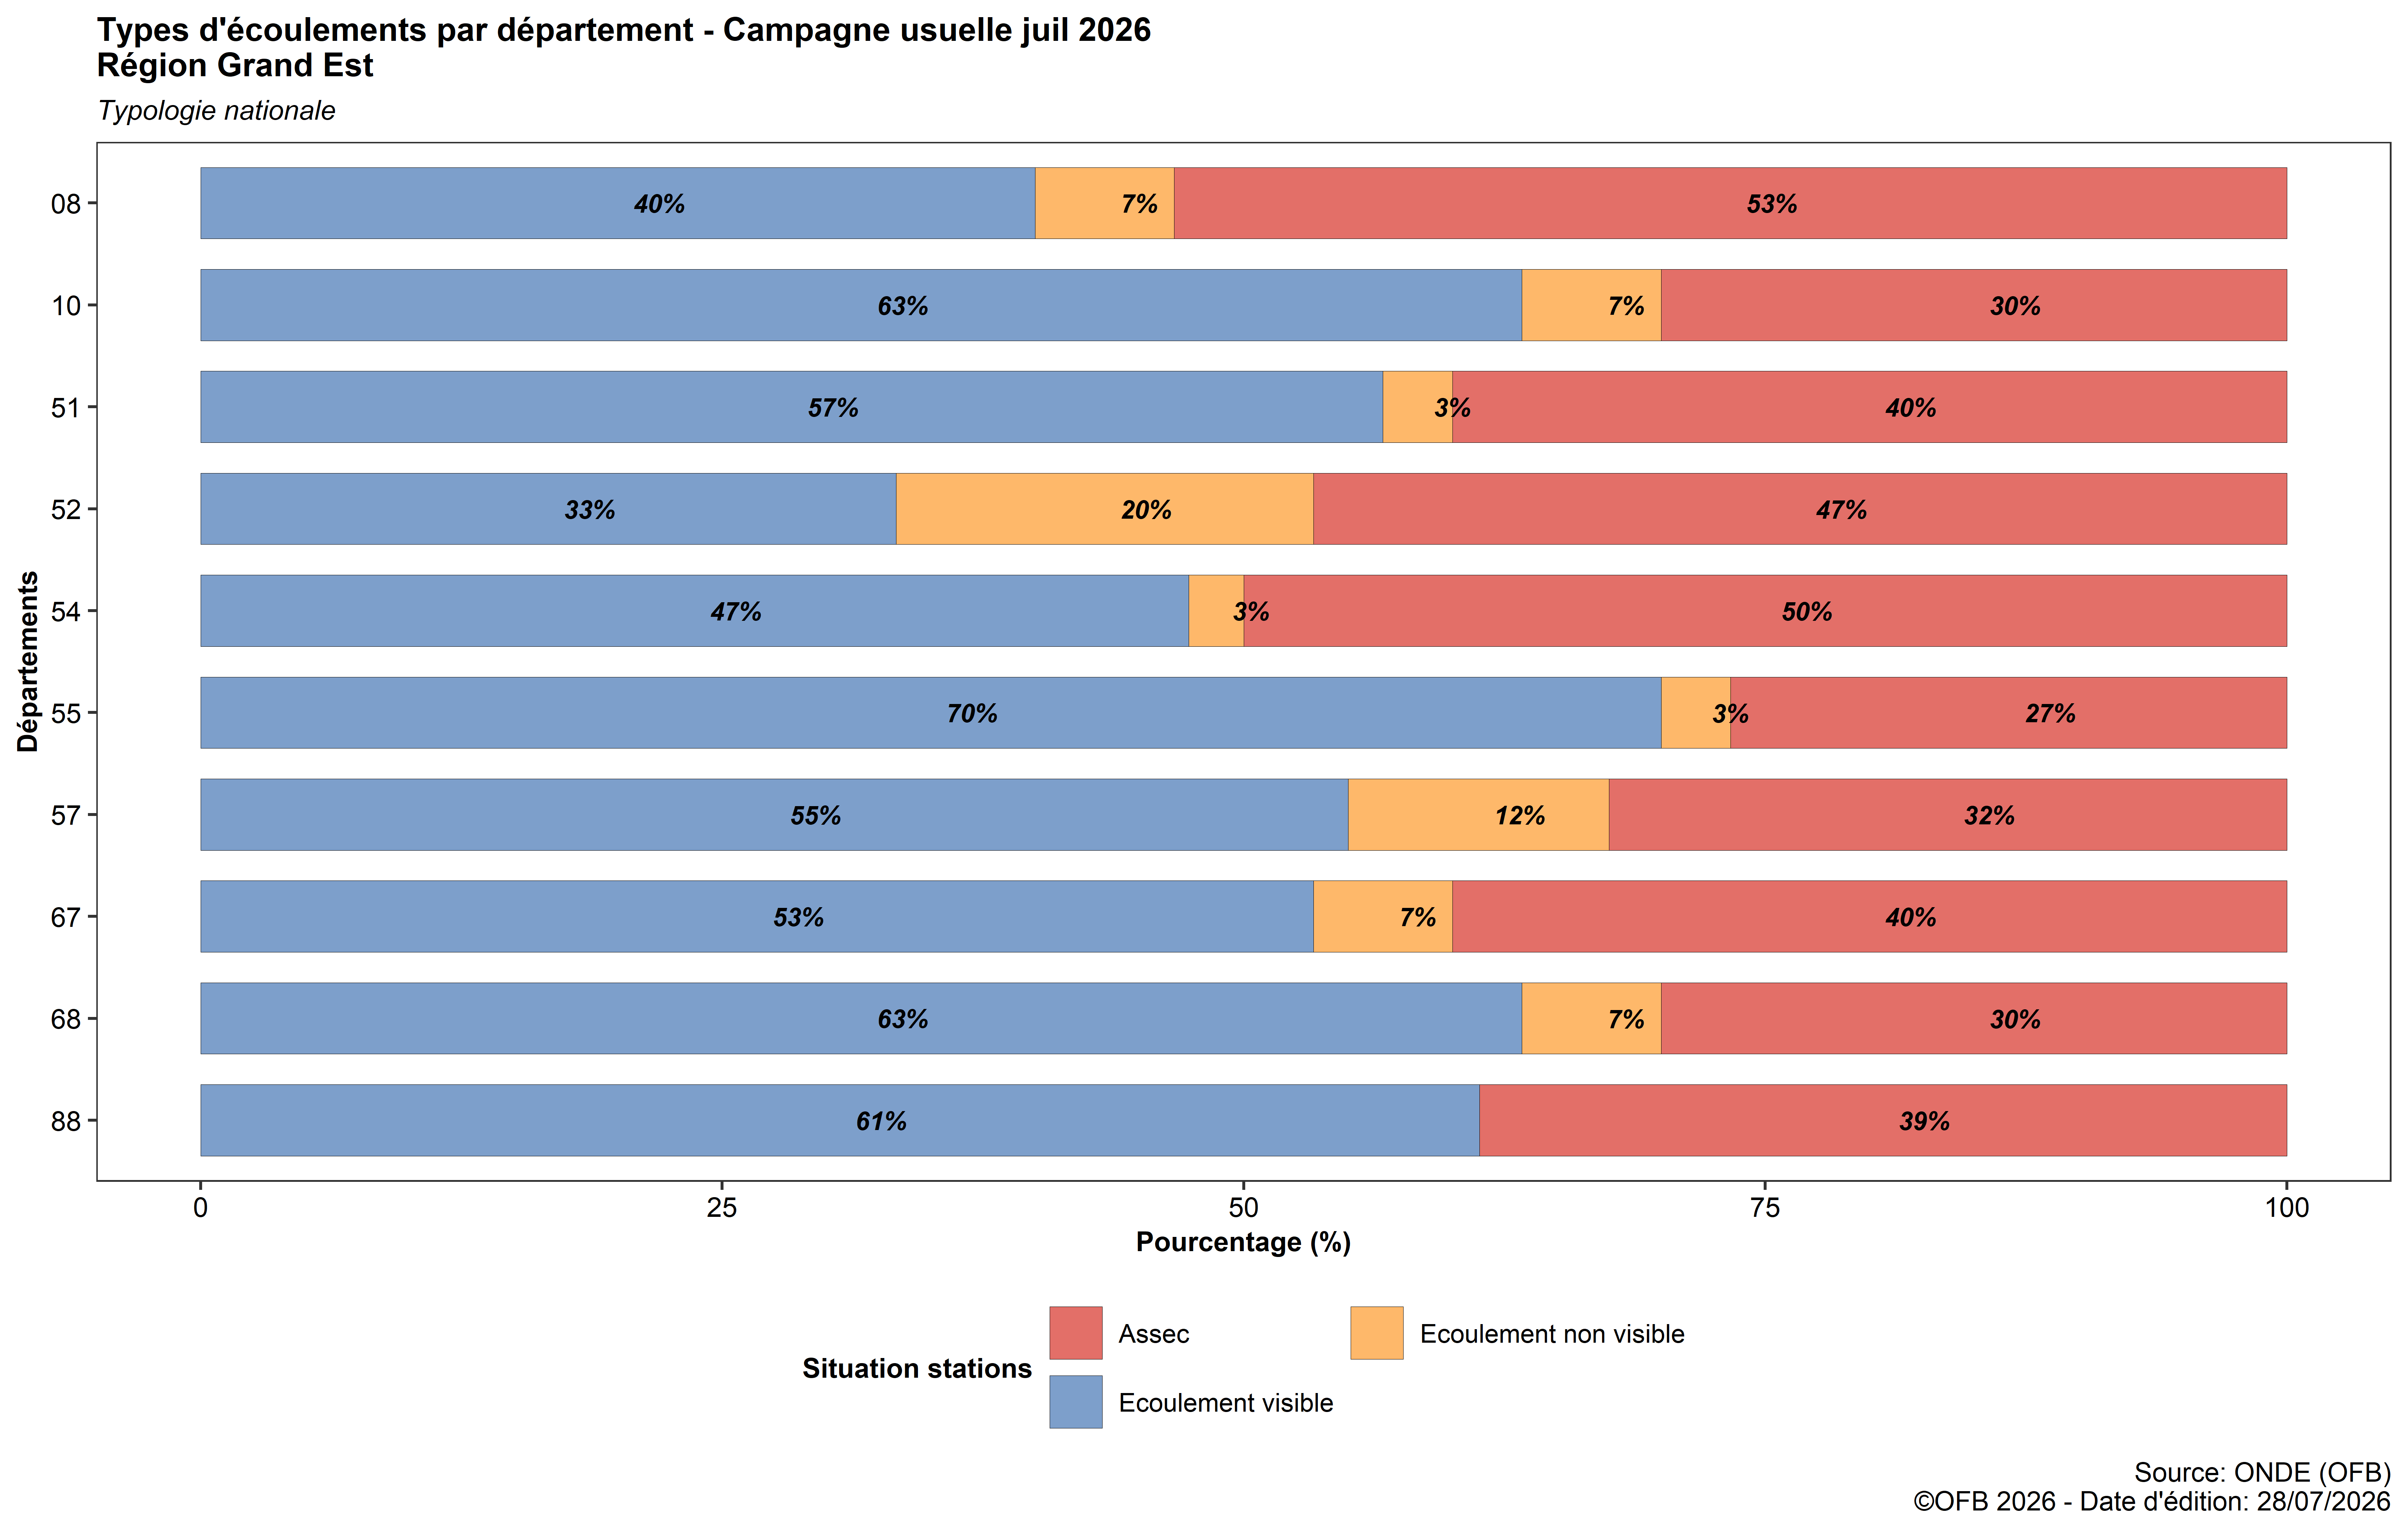 Types d'écoulements par département - Campagne usuelle juil 2026
Région Grand Est
Typologie nationale
Départements
08 40% 7% 53%
10 63% 7% 30%
51 57% 3% 40%
52 33% 20% 47%
54 47% 3% 50%
55 70% 3% 27%
57 55% 12% 32%
67 53% 7% 40%
68 63% 7% 30%
88 61% 39%
0 25 50 75 100
Pourcentage (%)
Situation stations
Assec
Ecoulement non visible
Ecoulement visible
Source: ONDE (OFB)
©OFB 2026 - Date d'édition: 28/07/2026